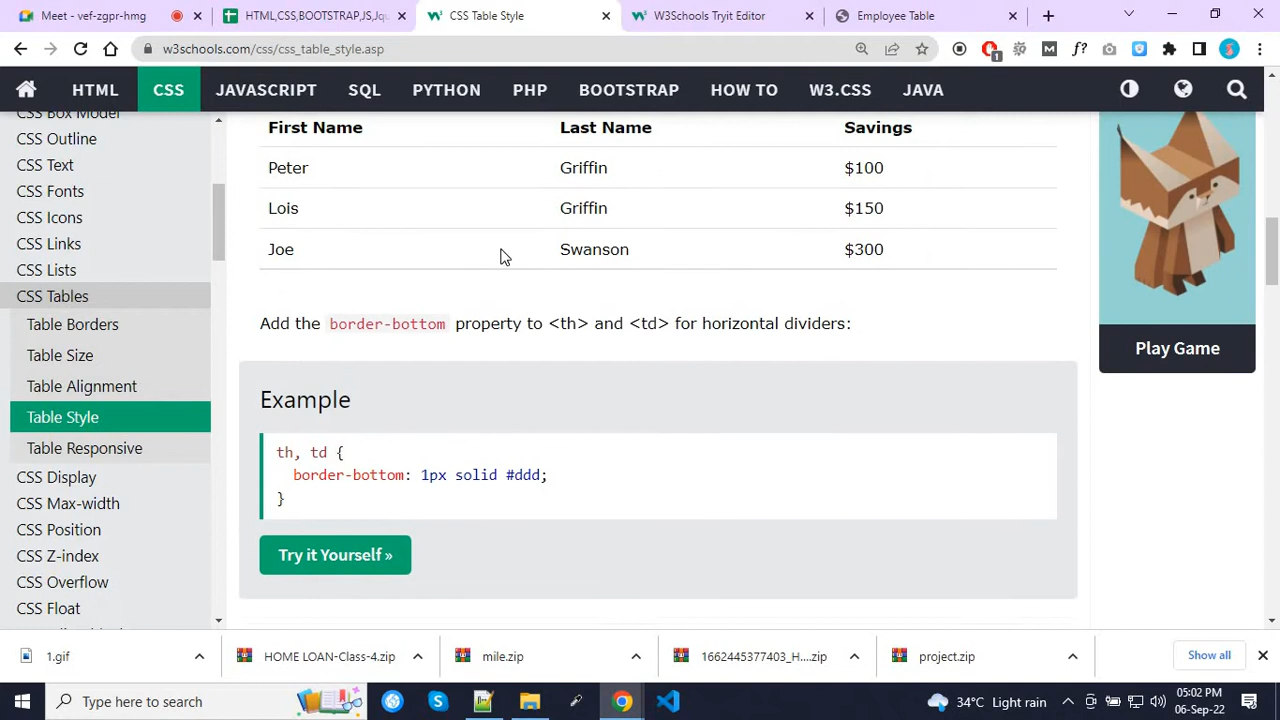 Meet - vef-zgpr-hmg
HTML,CSS,BOOTSTRAP,JS,Jqu
CSS Table Style
W3Schools Tryit Editor
Employee Table
w3schools.com/css/css_table_style.asp
1
M
f?
HTML
CSS
JAVASCRIPT
SQL
PYTHON
PHP
BOOTSTRAP
HOW TO
W3.CSS
JAVA
CSS Box Model
CSS Outline
CSS Text
CSS Fonts
CSS Icons
CSS Links
CSS Lists
CSS Tables
Table Borders
Table Size
Table Alignment
Table Style
Table Responsive
CSS Display
CSS Max-width
CSS Position
CSS Z-index
CSS Overflow
CSS Float
First Name Last Name Savings
Peter Griffin $100
Lois Griffin $150
Joe Swanson $300
Add the border-bottom property to <th> and <td> for horizontal dividers:
Example
th, td {
border-bottom: 1px solid #ddd;
}
Try it Yourself »
Play Game
1.gif
HOME LOAN-Class-4.zip
mile.zip
1662445377403_H....zip
project.zip
Show all
Type here to search
34°C Light rain
05:02 PM
06-Sep-22